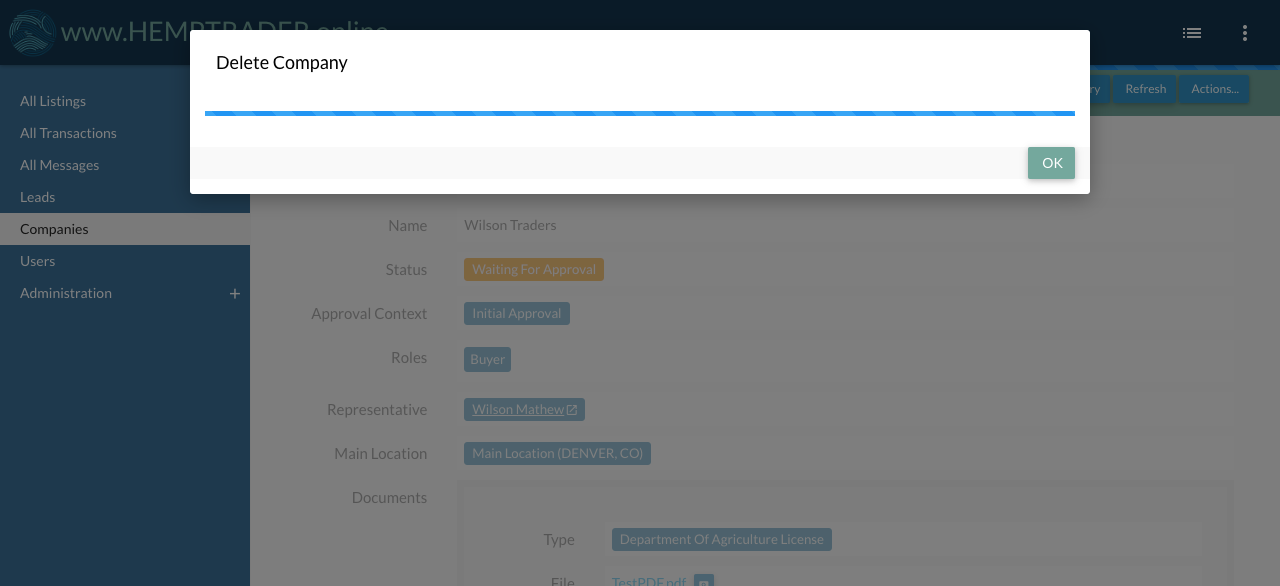 www.HEMPTRADER.online
Delete Company
ry
Refresh
Actions...
OK
All Listings
All Transactions
All Messages
Leads
Companies
Users
Administration
Name
Wilson Traders
Status
Waiting For Approval
Approval Context
Initial Approval
Roles
Buyer
Representative
Wilson Mathew
Main Location
Main Location (DENVER, CO)
Documents
Type
Department Of Agriculture License
File
TestPDF.pdf